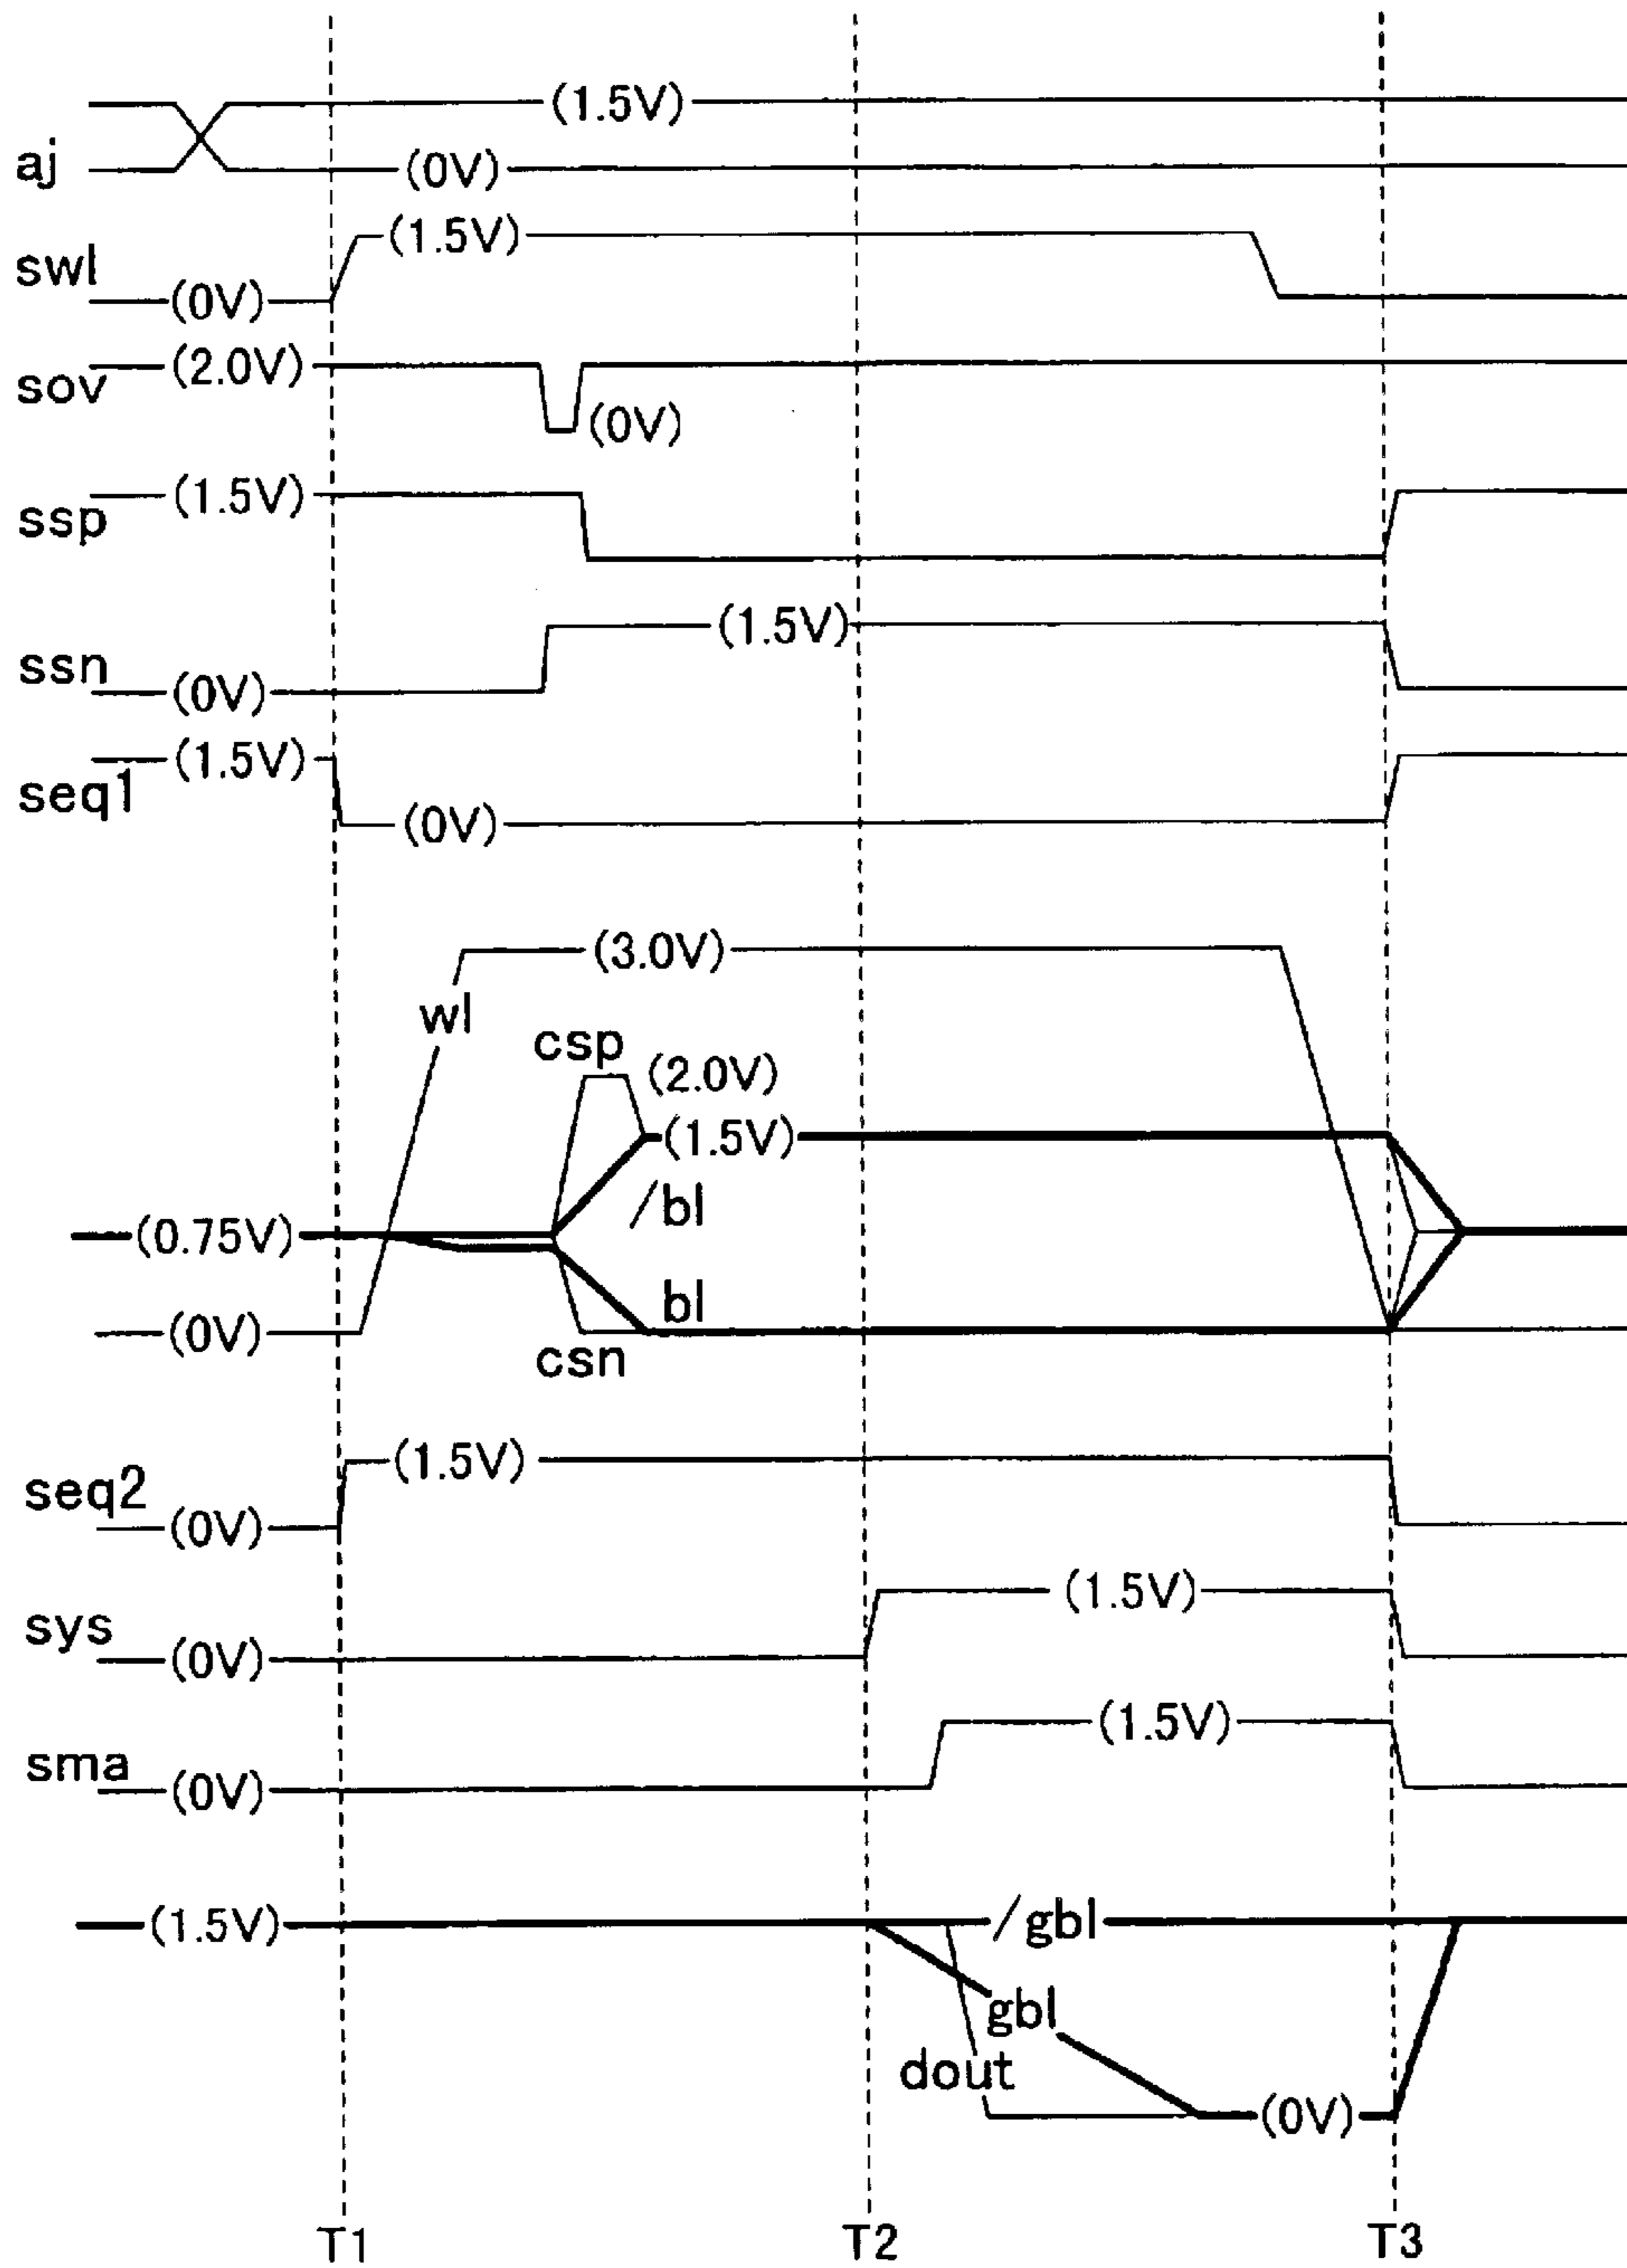 (1.5V)
aj (0V)
(1.5V)
swl (0V)
sov (2.0V)
(0V)
ssp (1.5V)
(1.5V)
ssn (0V)
seq1 (1.5V)
(0V)
(3.0V)
wl
csp (2.0V)
(1.5V)
/bl
(0.75V)
bl
(0V)
csn
(1.5V)
seq2 (0V)
(1.5V)
sys (0V)
(1.5V)
sma (0V)
(1.5V) /gbl
gbl
dout
(0V)
T1 T2 T3